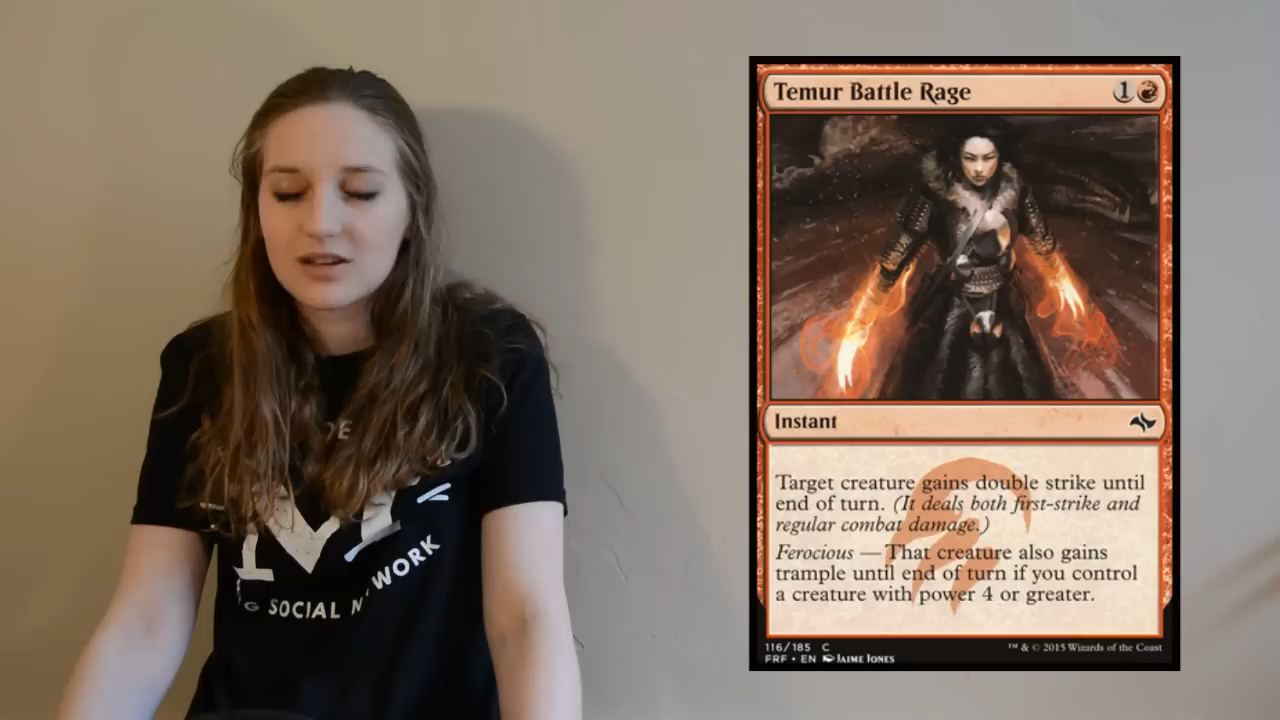 DE
SOCIAL N WORK
Temur Battle Rage 1
Instant
Target creature gains double strike until
end of turn. (It deals both first-strike and
regular combat damage.)
Ferocious — That creature also gains
trample until end of turn if you control
a creature with power 4 or greater.
116/185 C
™ & © 2015 Wizards of the Coast
FRF • EN Jaime Jones